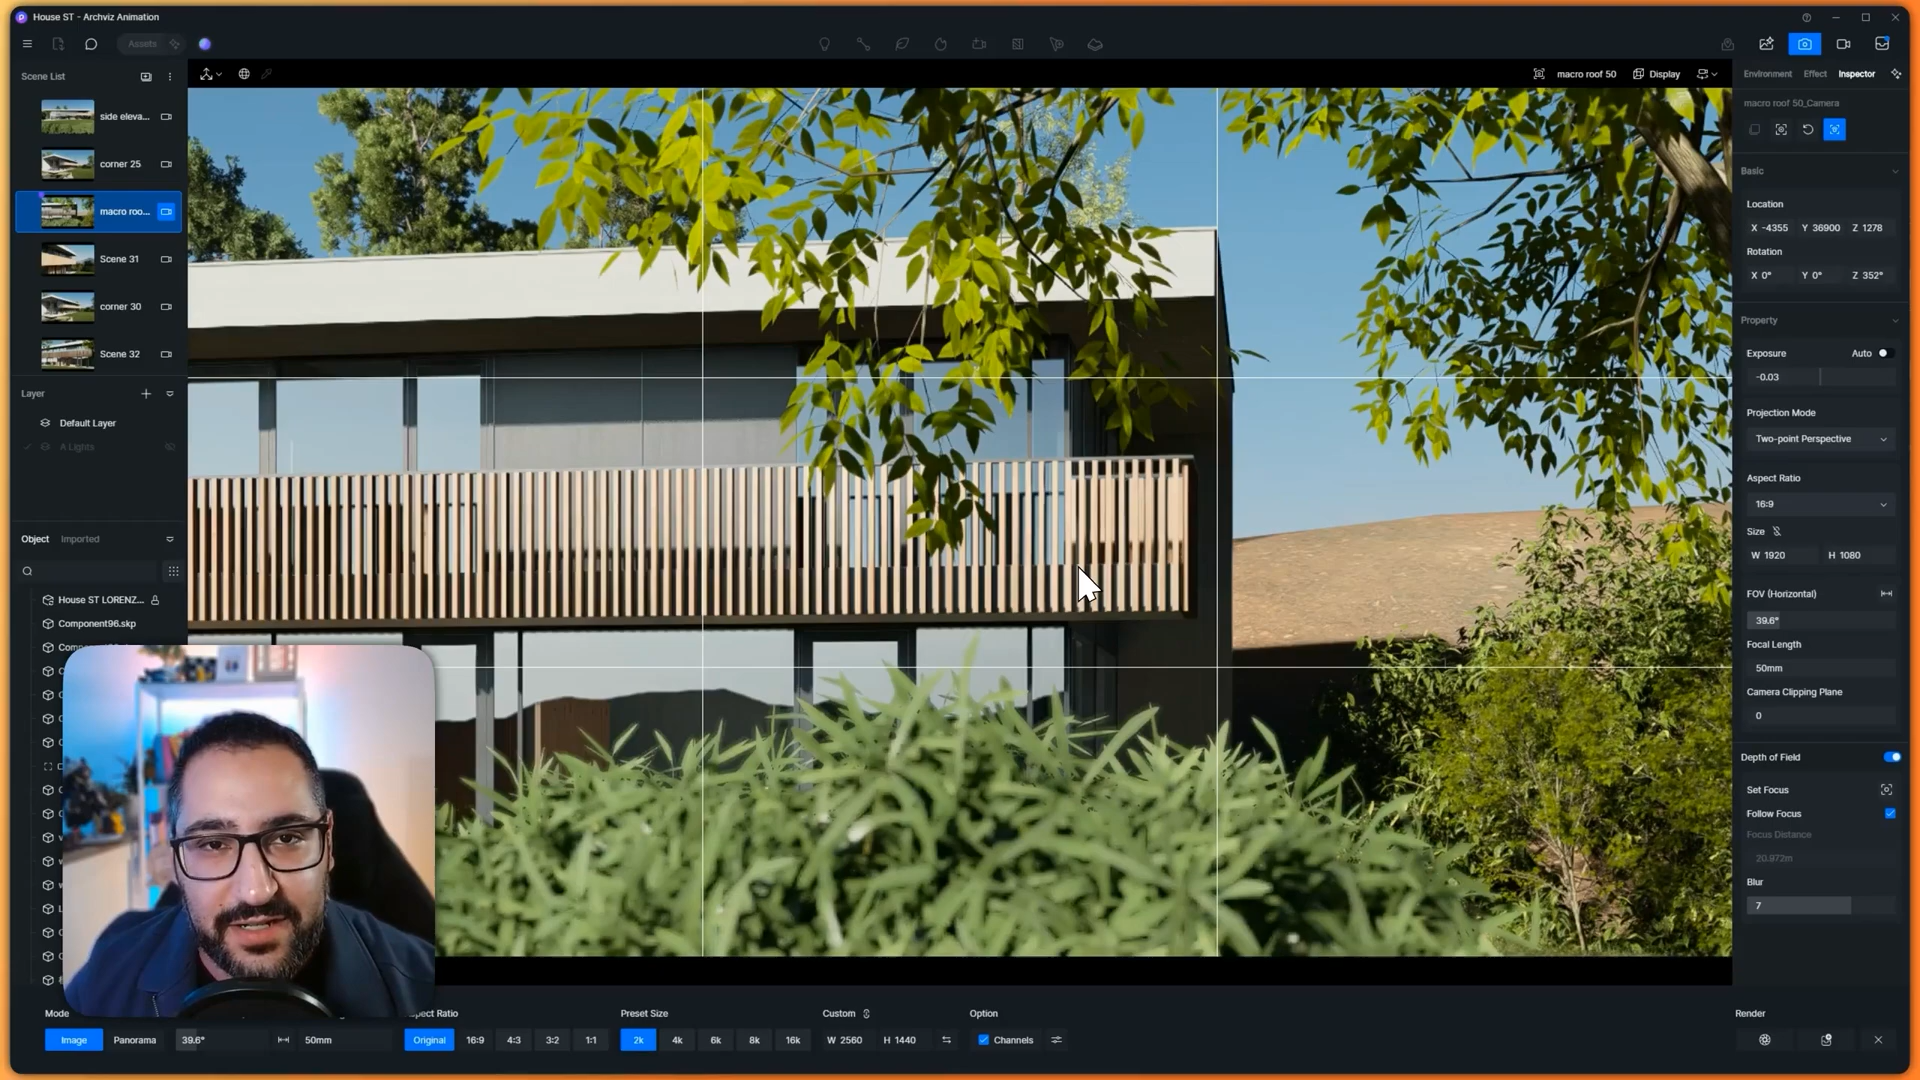 House ST - Archviz Animation
Assets
Scene List
macro roof 50
Display
Environment
Effect
Inspector
side eleva...
corner 25
macro roo...
Scene 31
corner 30
Scene 32
Layer
Default Layer
A Lights
Object
Imported
House ST LORENZ...
Component96.skp
macro roof 50_Camera
Basic
Location
X -4355 Y 36900 Z 1278
Rotation
X 0° Y 0° Z 352°
Property
Exposure Auto
-0.03
Projection Mode
Two-point Perspective
Aspect Ratio
16:9
Size
W 1920 H 1080
FOV (Horizontal)
39.6°
Focal Length
50mm
Camera Clipping Plane
0
Depth of Field
Set Focus
Follow Focus
Focus Distance
20.972m
Blur
7
Mode
Image
Panorama
39.6°
50mm
Original
16:9
4:3
3:2
1:1
Preset Size
2k
4k
6k
8k
16k
Custom
W 2560
H 1440
Option
Channels
Render